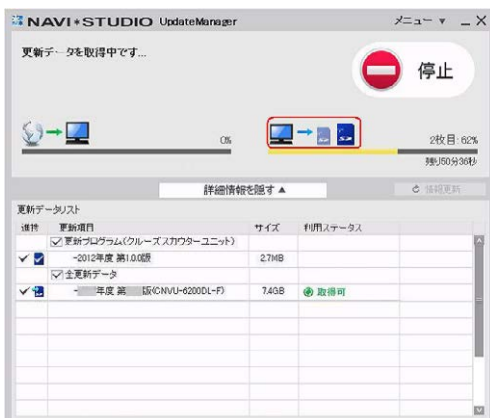 NAVI*STUDIO UpdateManager メニュー ▼ _ X
更新データを取得中です...
停止
0%
2枚目:62%
残り50分36秒
詳細情報を隠す▲
情報更新
更新データリスト
進捗 更新項目 サイズ 利用ステータス
更新プログラム(クルーズスカウターユニット)
-2012年度 第1.0.0版 2.7MB
全更新データ
- 年度 第 版(CNVU-6200DL-F) 7.4GB 取得可